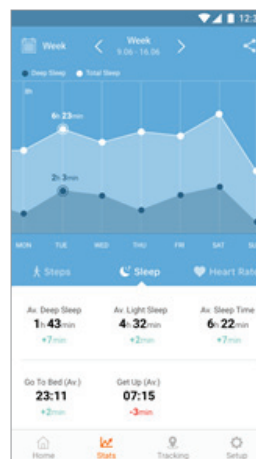 12:3
Week
Week
9.06 - 16.06
Deep Sleep Total Sleep
8h
6h 23min
2h 3min
MON TUE WED THU FRI SAT SU
Steps Sleep Heart Rate
Av. Deep Sleep Av. Light Sleep Av. Sleep Time
1h 43min 4h 32min 6h 22min
+7min +2min +7min
Go To Bed (Av.) Get Up (Av.)
23:11 07:15
+2min -3min
Home Stats Tracking Setup